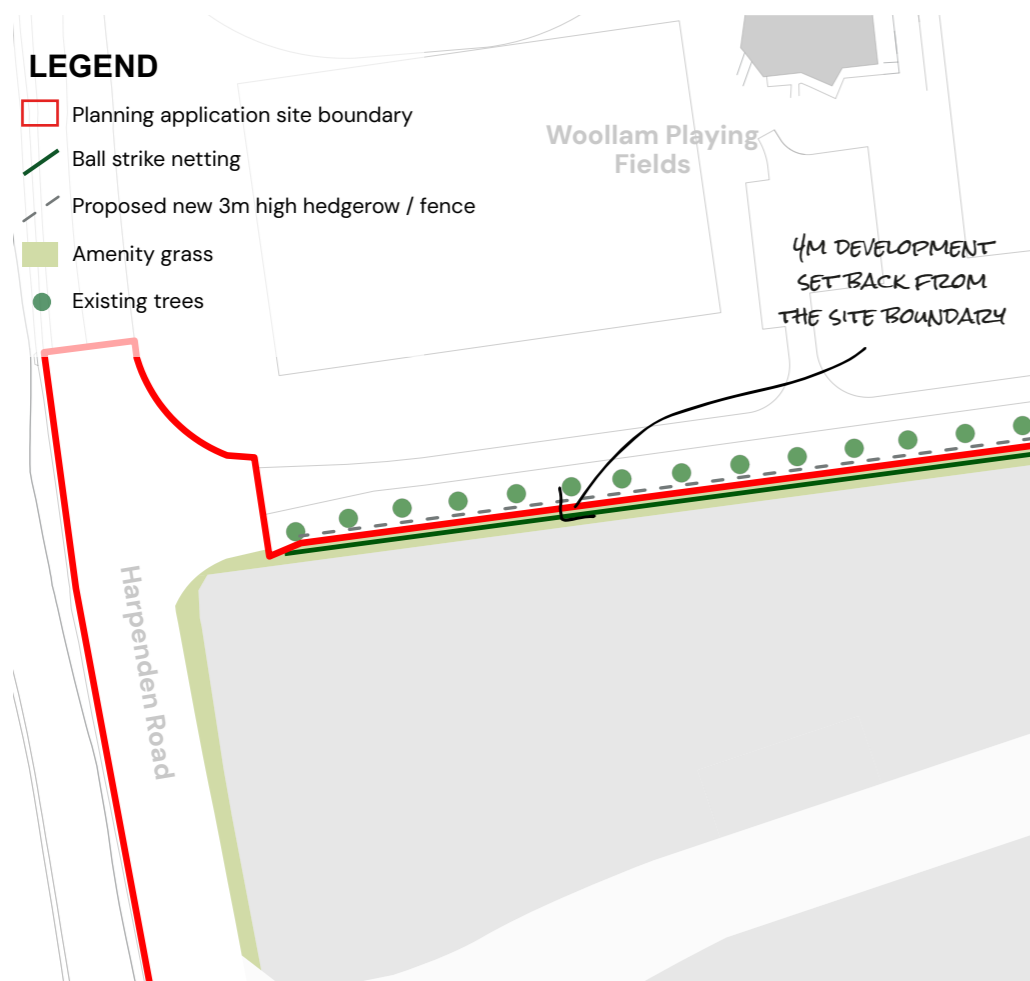 LEGEND
Planning application site boundary
Ball strike netting
Proposed new 3m high hedgerow / fence
Amenity grass
Existing trees
Woollam Playing
Fields
4M DEVELOPMENT
SET BACK FROM
THE SITE BOUNDARY
Harpenden Road